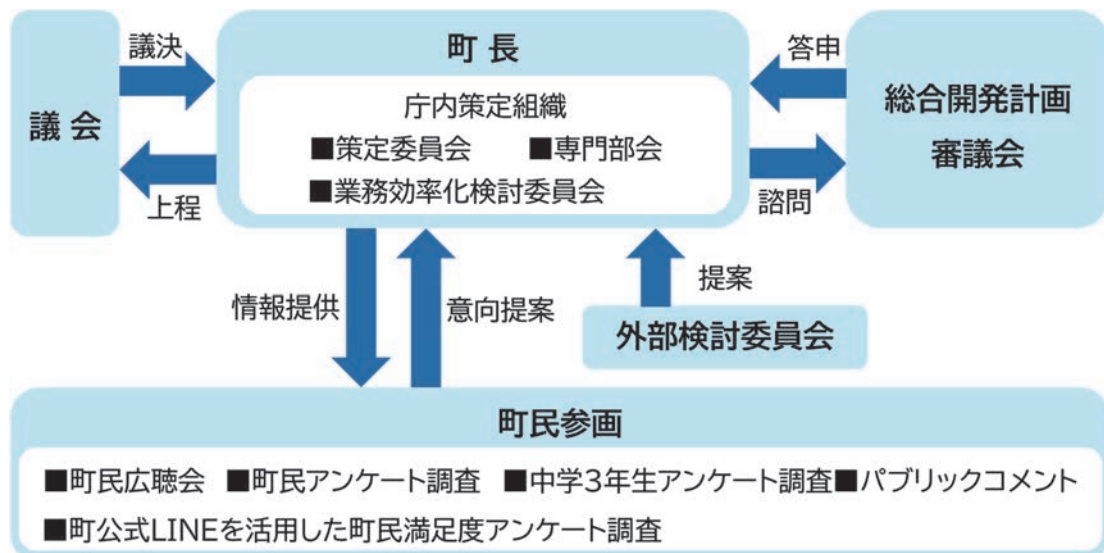 議決
議会
上程
町長
庁内策定組織
■策定委員会 ■専門部会
■業務効率化検討委員会
答申
総合開発計画
審議会
諮問
情報提供
意向提案
提案
外部検討委員会
町民参画
■町民広聴会 ■町民アンケート調査 ■中学3年生アンケート調査■パブリックコメント
■町公式LINEを活用した町民満足度アンケート調査